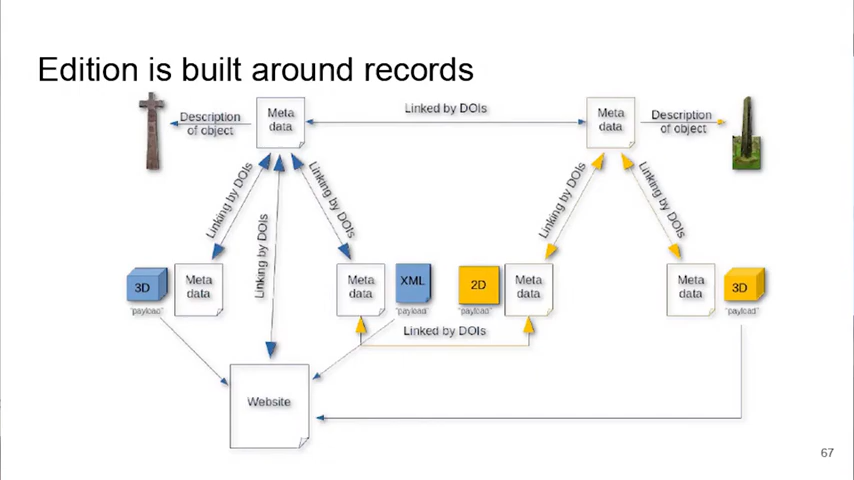 Edition is built around records
Description
of object
Meta
data
Linked by DOIs
Meta
data
Description
of object
Linking by DOIs
Linking by DOIs
Linking by DOIs
Linking by DOIs
Linking by DOIs
3D
"payload"
Meta
data
Meta
data
XML
"payload"
2D
"payload"
Meta
data
Meta
data
3D
"payload"
Linked by DOIs
Website
67